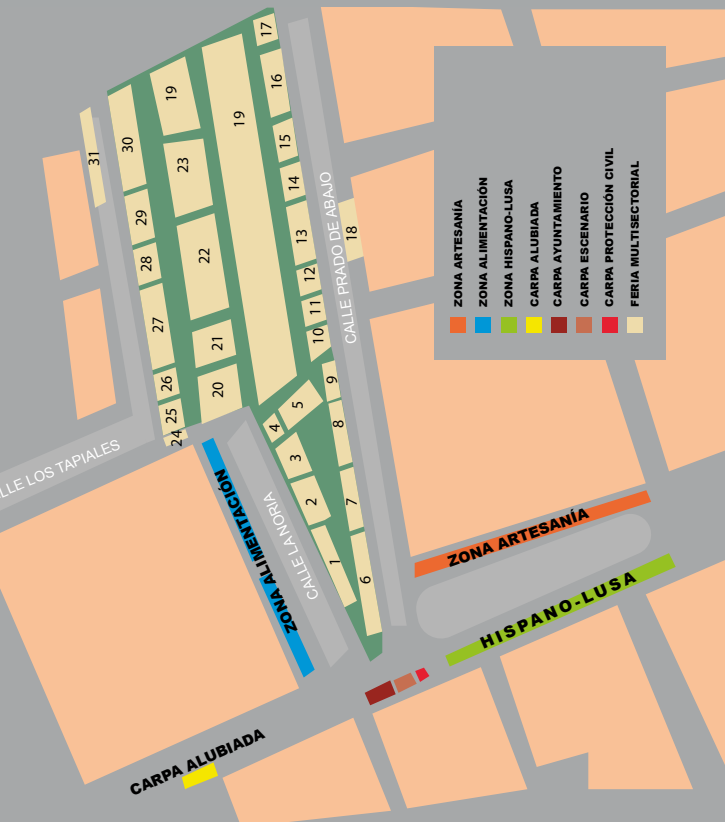 17
16
19
19
30
31
15
23
14
29
13
18
22
28
12
11
27
10
21
9
26
20
5
25
8
4
24
3
7
2
1
6
CALLE PRADO DE ABAJO
LLE LOS TAPIALES
CALLE LA NORIA
ZONA ALIMENTACIÓN
ZONA ARTESANÍA
HISPANO-LUSA
CARPA ALUBIADA
ZONA ARTESANÍA
ZONA ALIMENTACIÓN
ZONA HISPANO-LUSA
CARPA ALUBIADA
CARPA AYUNTAMIENTO
CARPA ESCENARIO
CARPA PROTECCIÓN CIVIL
FERIA MULTISECTORIAL